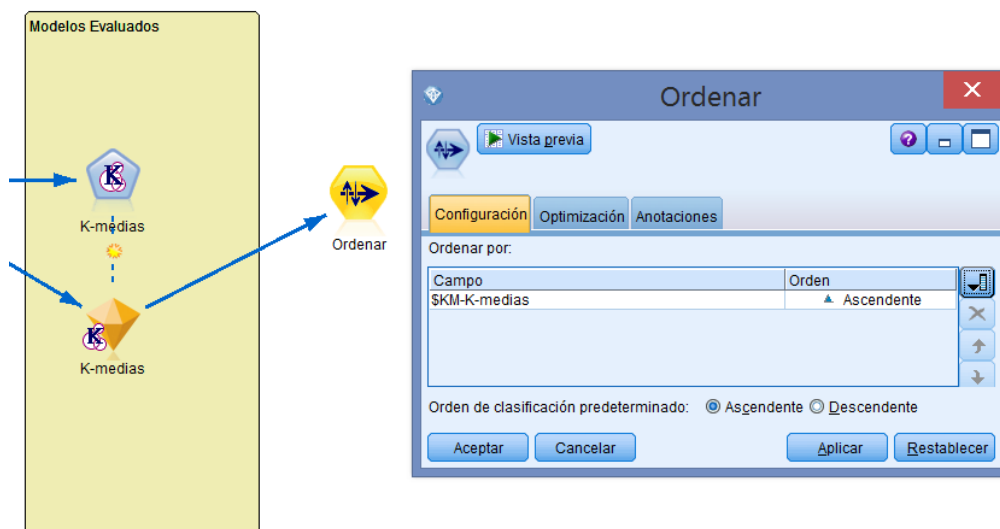 Modelos Evaluados
K-medias
K-medias
Ordenar
Ordenar
Vista previa
?
Configuración Optimización Anotaciones
Ordenar por:
Campo Orden
$KM-K-medias Ascendente
Orden de clasificación predeterminado: Ascendente Descendente
Aceptar Cancelar Aplicar Restablecer